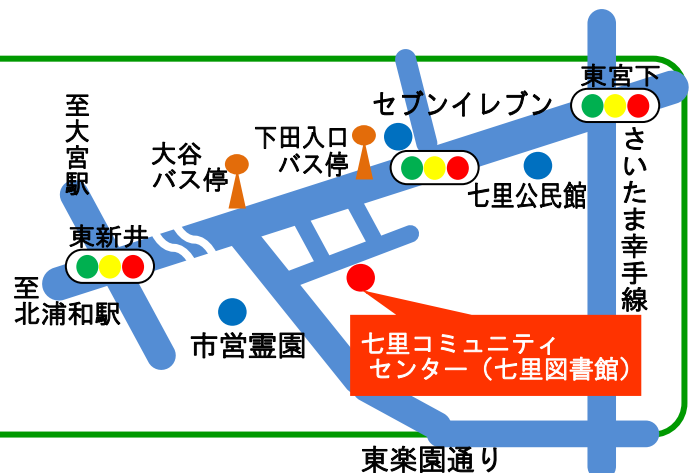 東宮下
セブンイレブン
至大宮駅
下田入口
バス停
大谷
バス停
さいたま幸手線
七里公民館
東新井
至
北浦和駅
市営霊園
七里コミュニティ
センター（七里図書館）
東楽園通り